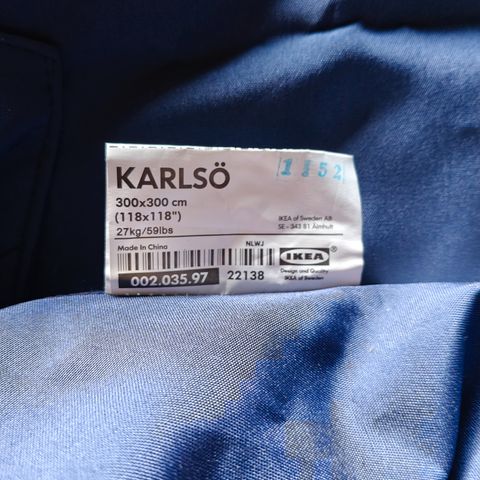 KARLSÖ
300x300 cm
(118x118")
27kg/59lbs
Made In China
002.035.97
NLWJ
22138
IKEA of Sweden AB
SE - 343 81 Älmhult
IKEA
Design and Quality
IKEA of Sweden